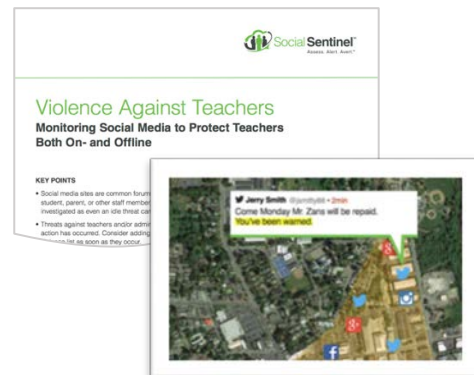 Social Sentinel™
Assess. Alert. Avert.™
Violence Against Teachers
Monitoring Social Media to Protect Teachers
Both On- and Offline
KEY POINTS
• Social media sites are common forum
student, parent, or other staff member
investigated as even an idle threat can
• Threats against teachers and/or admin
action has occurred. Consider adding
list as soon as they occur.
Jerry Smith @jamtty88 • 2min
Come Monday Mr. Zans will be repaid.
You've been warned.